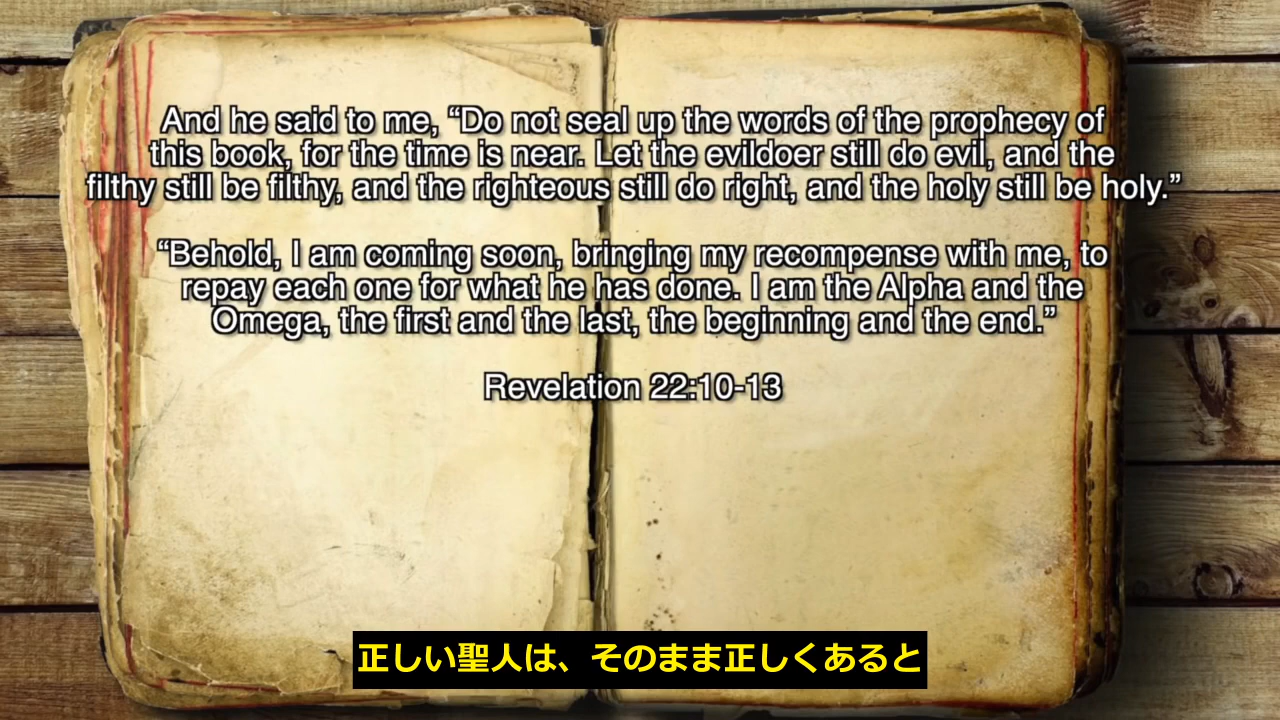 And he said to me, “Do not seal up the words of the prophecy of
this book, for the time is near. Let the evildoer still do evil, and the
filthy still be filthy, and the righteous still do right, and the holy still be holy.”
“Behold, I am coming soon, bringing my recompense with me, to
repay each one for what he has done. I am the Alpha and the
Omega, the first and the last, the beginning and the end.”
Revelation 22:10-13
正しい聖人は、そのまま正しくあると